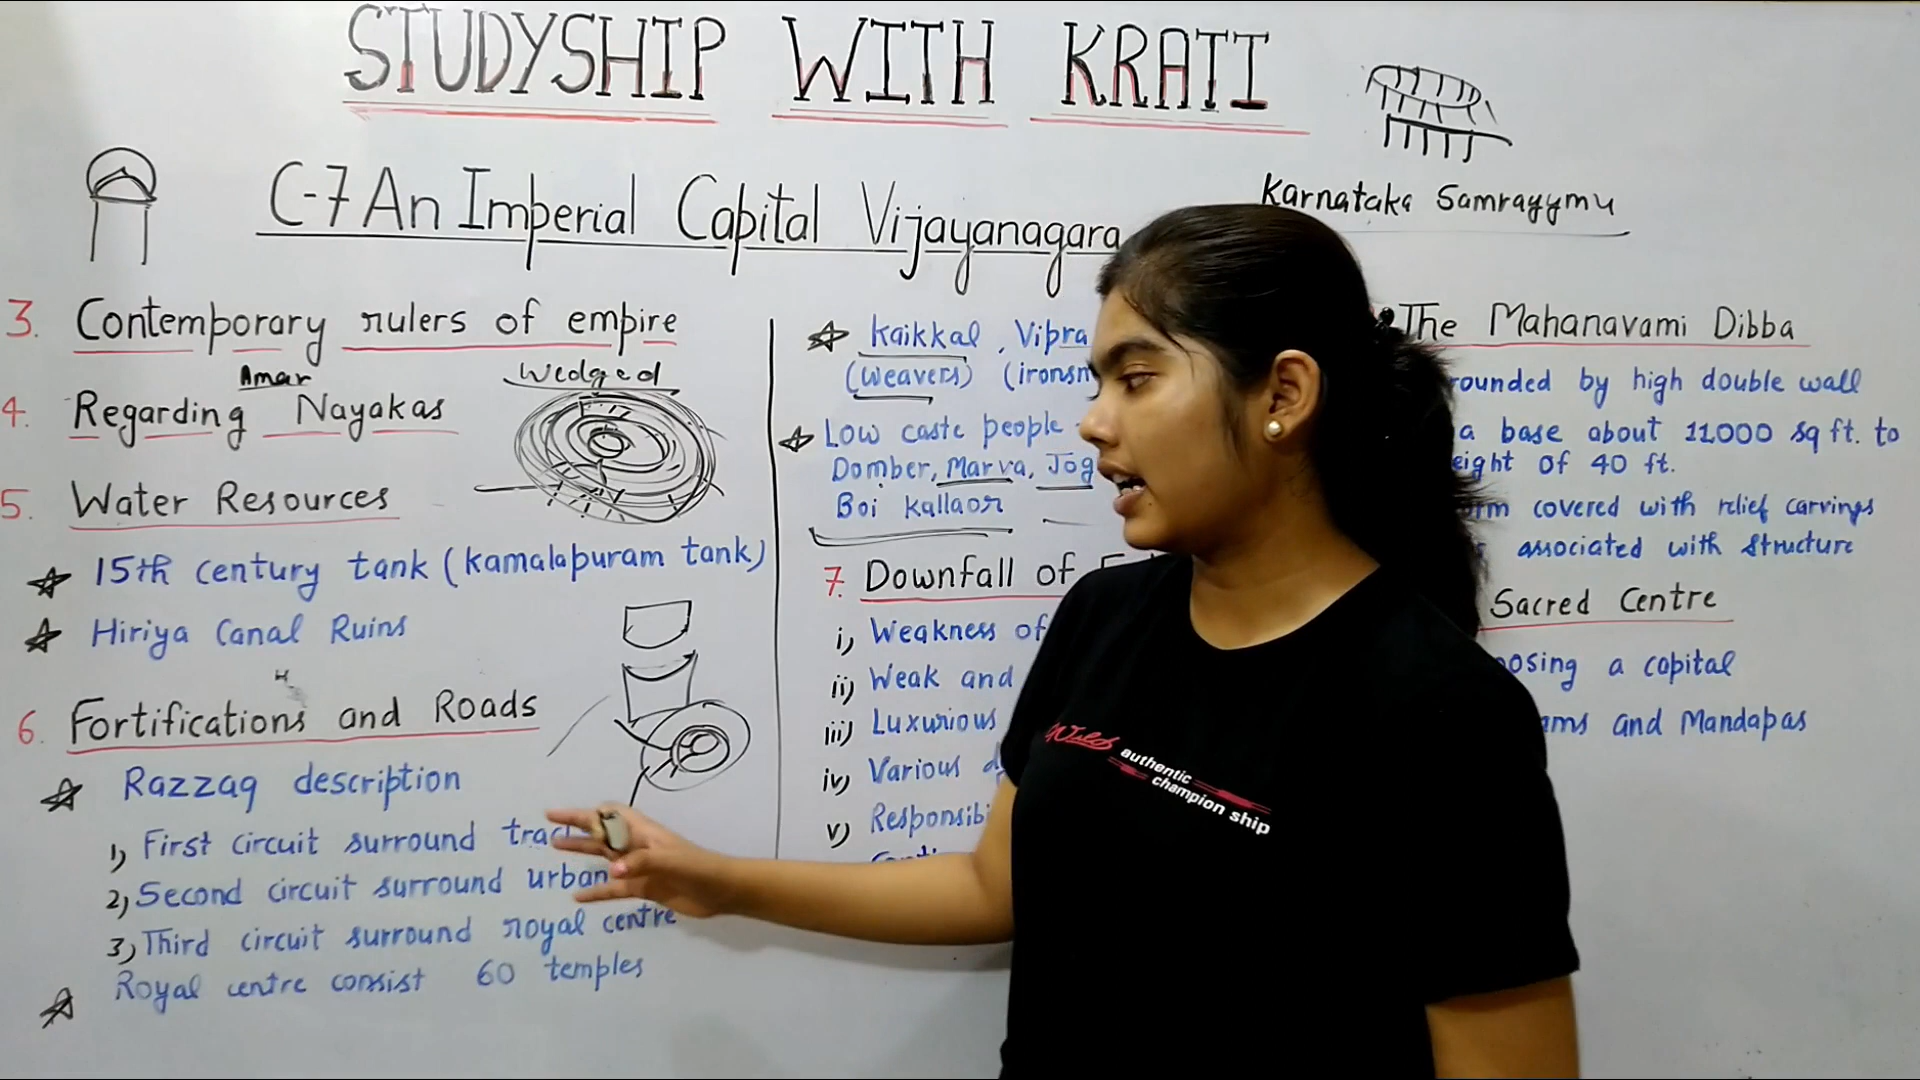 STUDYSHIP WITH KRATI
C-7 An Imperial Capital Vijayanagara
Karnataka Samrayymu
3. Contemporary rulers of empire
Amar
4. Regarding Nayakas
wedged
5. Water Resources
15th century tank (kamalapuram tank)
Hiriya Canal Ruins
6. Fortifications and Roads
Razzaq description
1) First circuit surround
2) Second circuit surround urban
3) Third circuit surround royal centre
Royal centre consist 60 temples
Kaikkal, Vipra
(weavers)
Low caste people
Domber, Marva, Jog
Boi kallaor
7. Downfall of
i) Weakness of
ii) Weak and
iii) Luxurious
iv) Various
v) Responsibi
The Mahanavami Dibba
rounded by high double wall
a base about 11000 sq ft. to
eight of 40 ft.
orm covered with relief carvings
associated with structure
Sacred Centre
osing a capital
ams and Mandapas
Wild
authentic
champion ship